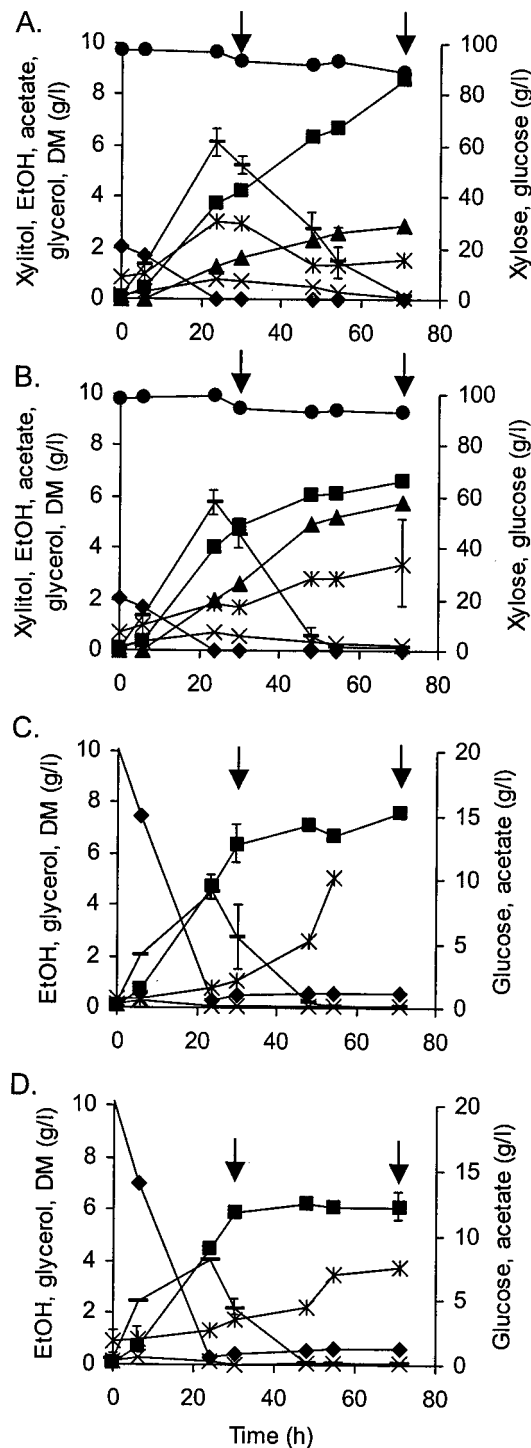 A.
Xylitol, EtOH, acetate,
glycerol, DM (g/l)
10
8
6
4
2
0
100
80
60
40
20
0
Xylose, glucose (g/l)
0 20 40 60 80
B.
Xylitol, EtOH, acetate,
glycerol, DM (g/l)
10
8
6
4
2
0
100
80
60
40
20
0
Xylose, glucose (g/l)
0 20 40 60 80
C.
EtOH, glycerol, DM (g/l)
10
8
6
4
2
0
20
15
10
5
0
Glucose, acetate (g/l)
0 20 40 60 80
D.
EtOH, glycerol, DM (g/l)
10
8
6
4
2
0
20
15
10
5
0
Glucose, acetate (g/l)
0 20 40 60 80
Time (h)